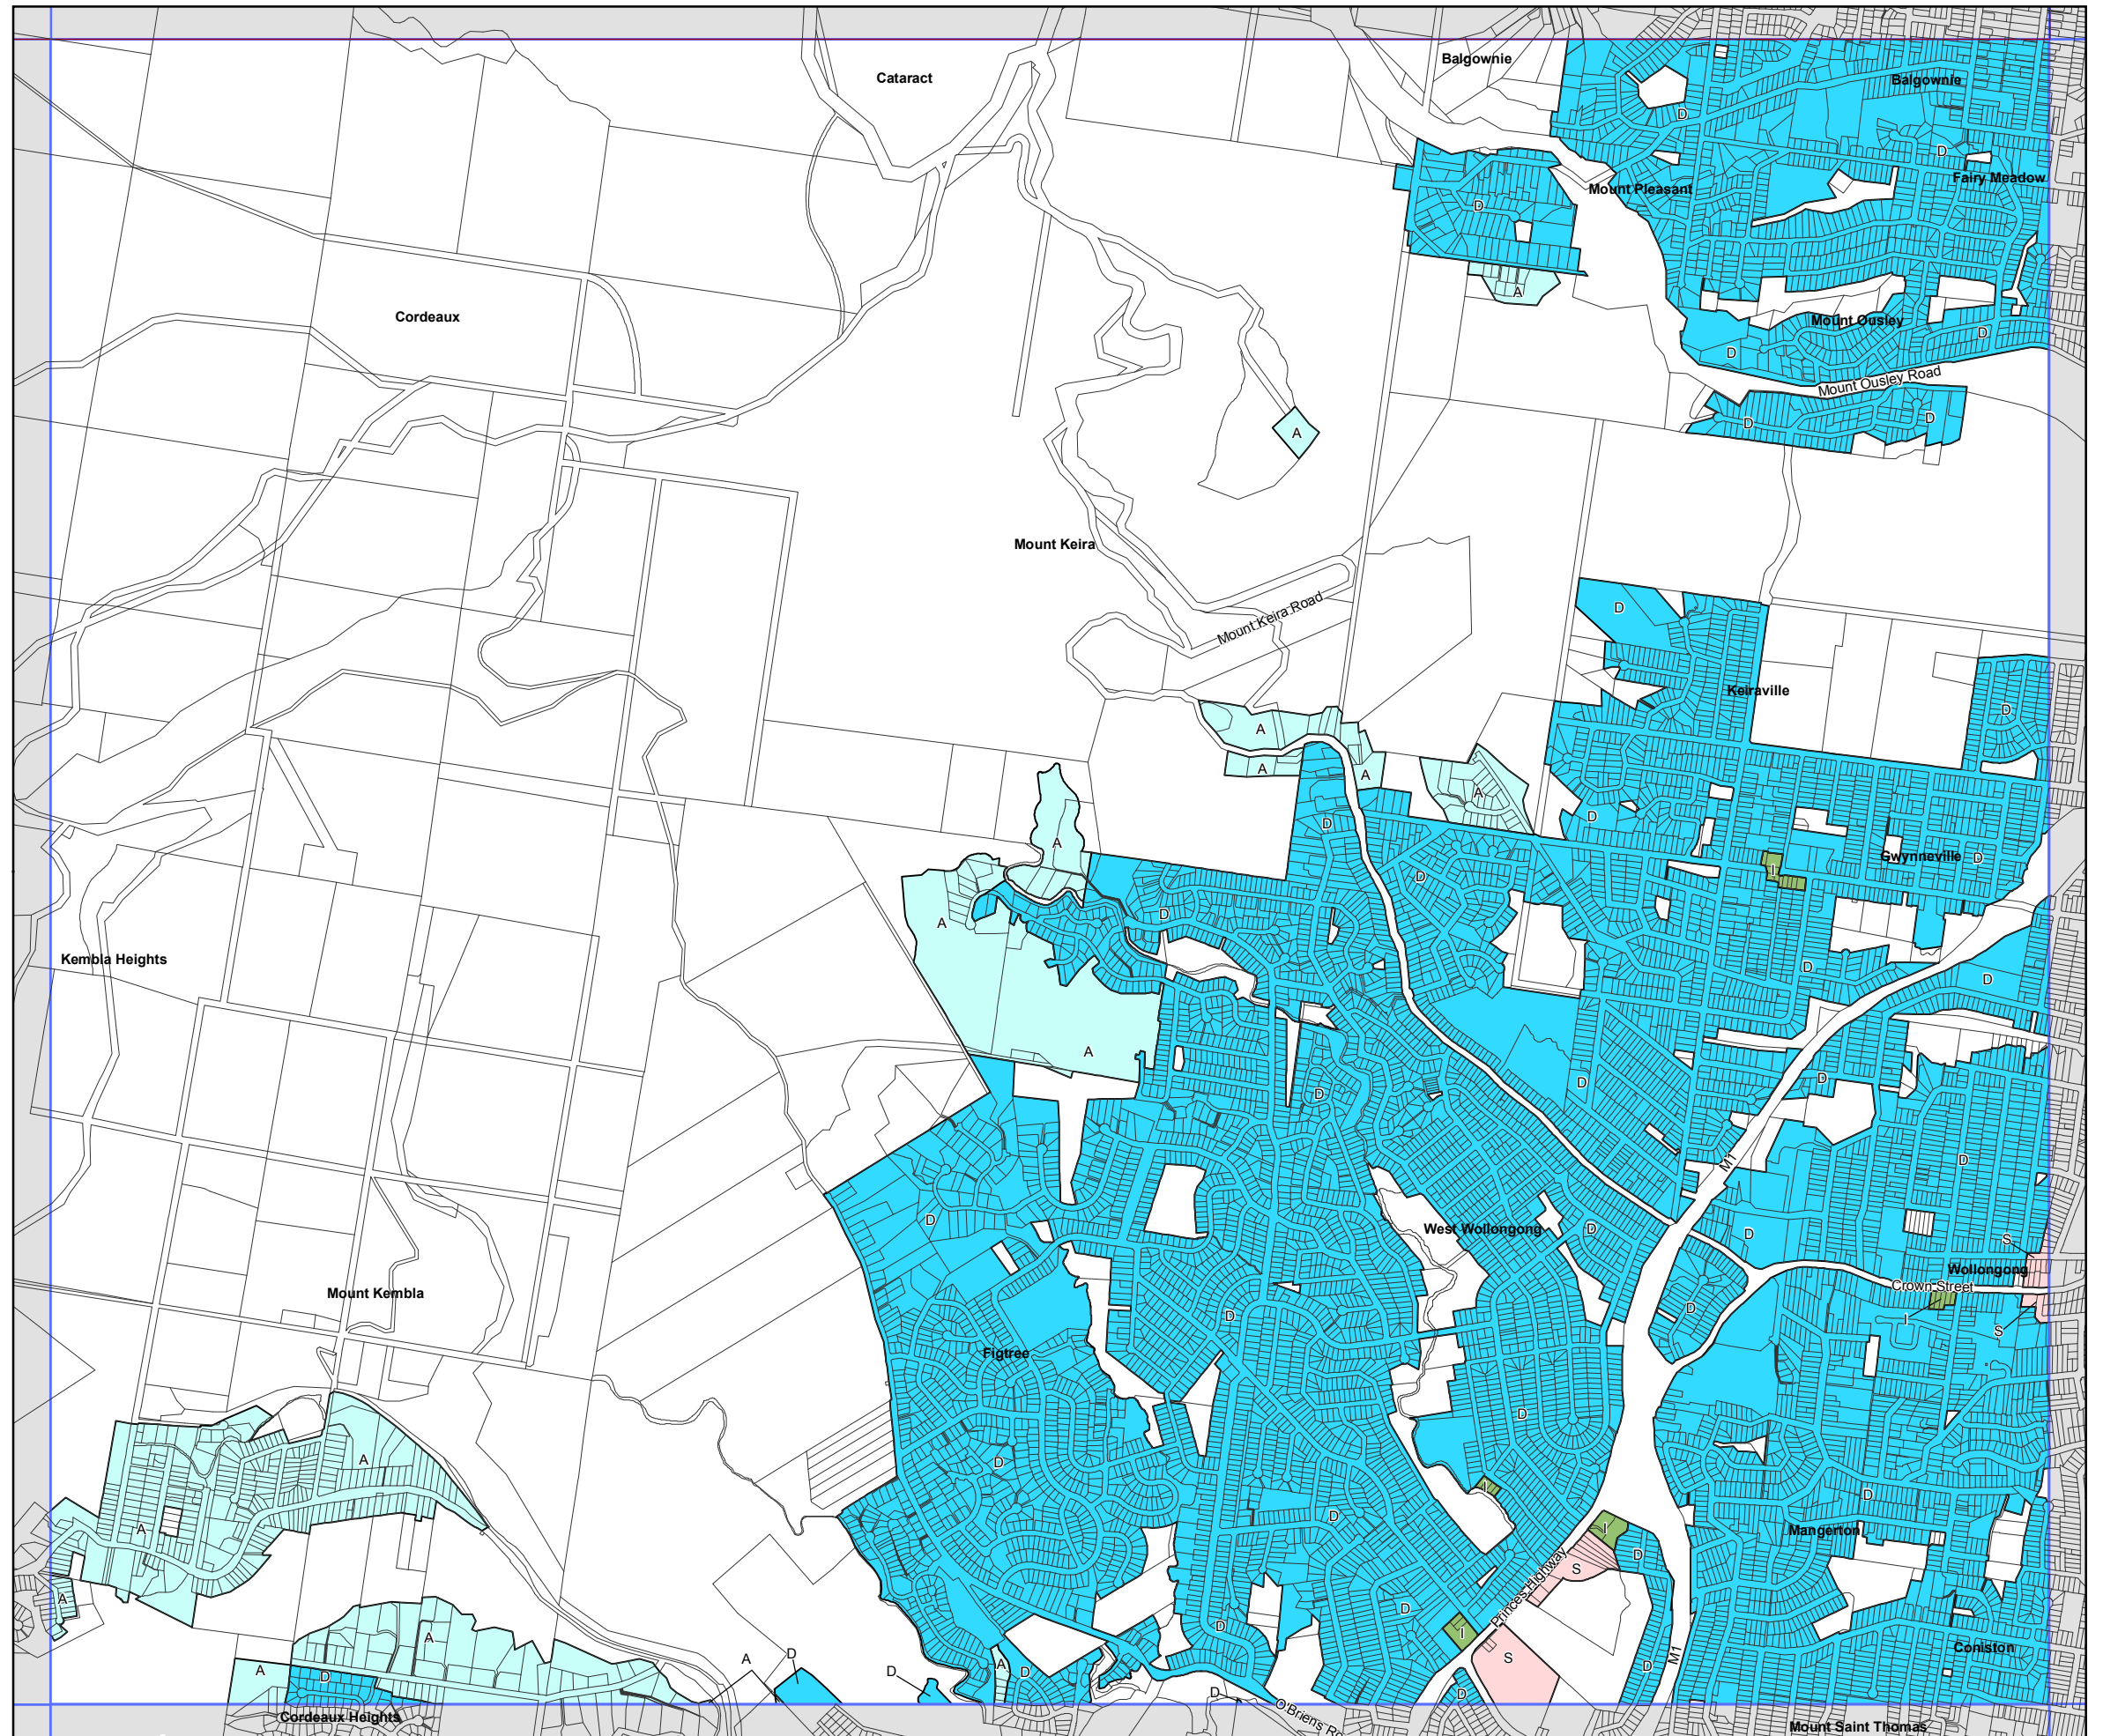 Balgownie
Cataract
Balgownie
D
D
Fairy Meadow
Mount Pleasant
D
A
Cordeaux
Mount Ousley
D
D
Mount Ousley Road
D
D
A
Mount Keira
Mount Keira Road
D
Keiraville
D
A
A
A
A
D
D
A
Gwynneville
D
I
D
D
A
Kembla Heights
D
D
A
D
D
D
M1
D
D
West Wollongong
D
D
S
Wollongong
Crown Street
Mount Kembla
D
D
I
S
Figtree
D
A
D
I
D
D
A
I
Mangerton
D
S
A
Princes Highway
D
D
I
A
Coniston
M1
S
A
D
A
D
D
A
D
D
D
D
D
O'Briens Ro
Cordeaux Heights
Mount Saint Thomas